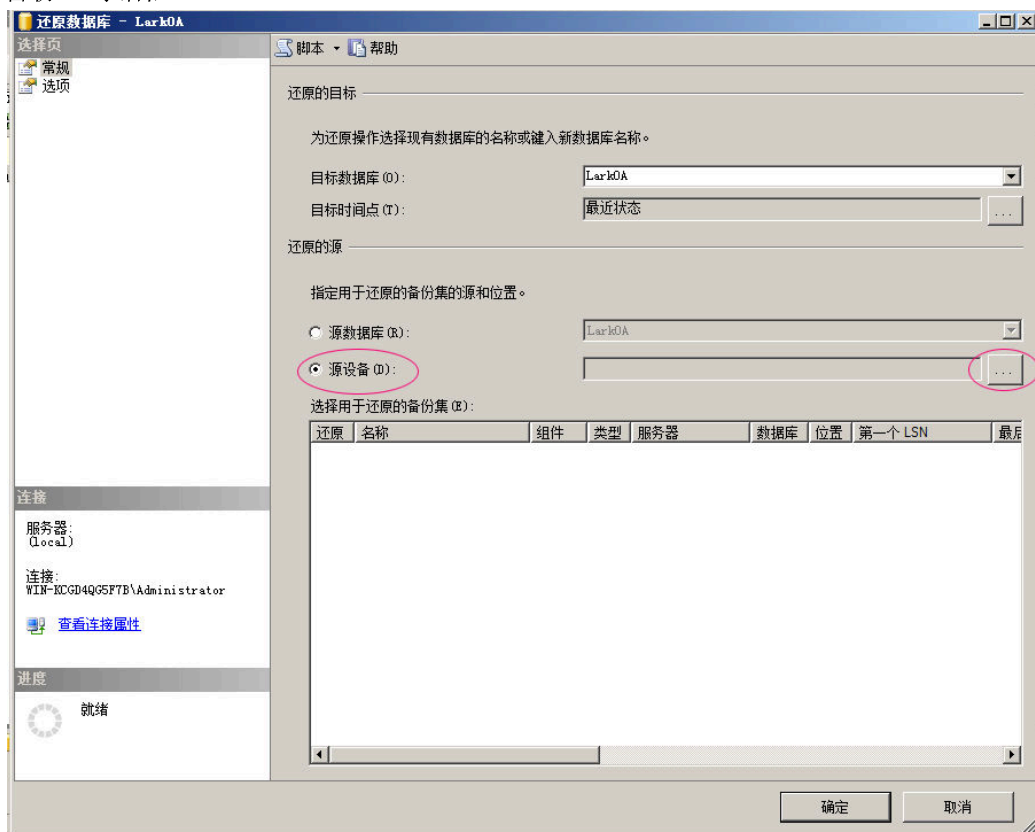 还原数据库 - LarkOA
选择页
常规
选项
脚本 帮助
还原的目标
为还原操作选择现有数据库的名称或键入新数据库名称。
目标数据库(O): LarkOA
目标时间点(T): 最近状态 ...
还原的源
指定用于还原的备份集的源和位置。
源数据库(R): LarkOA
源设备(D): ...
选择用于还原的备份集(E):
还原 名称 组件 类型 服务器 数据库 位置 第一个 LSN 最后
连接
服务器:
(local)
连接:
WIN-KCGD4QG5F7B\Administrator
查看连接属性
进度
就绪
确定 取消